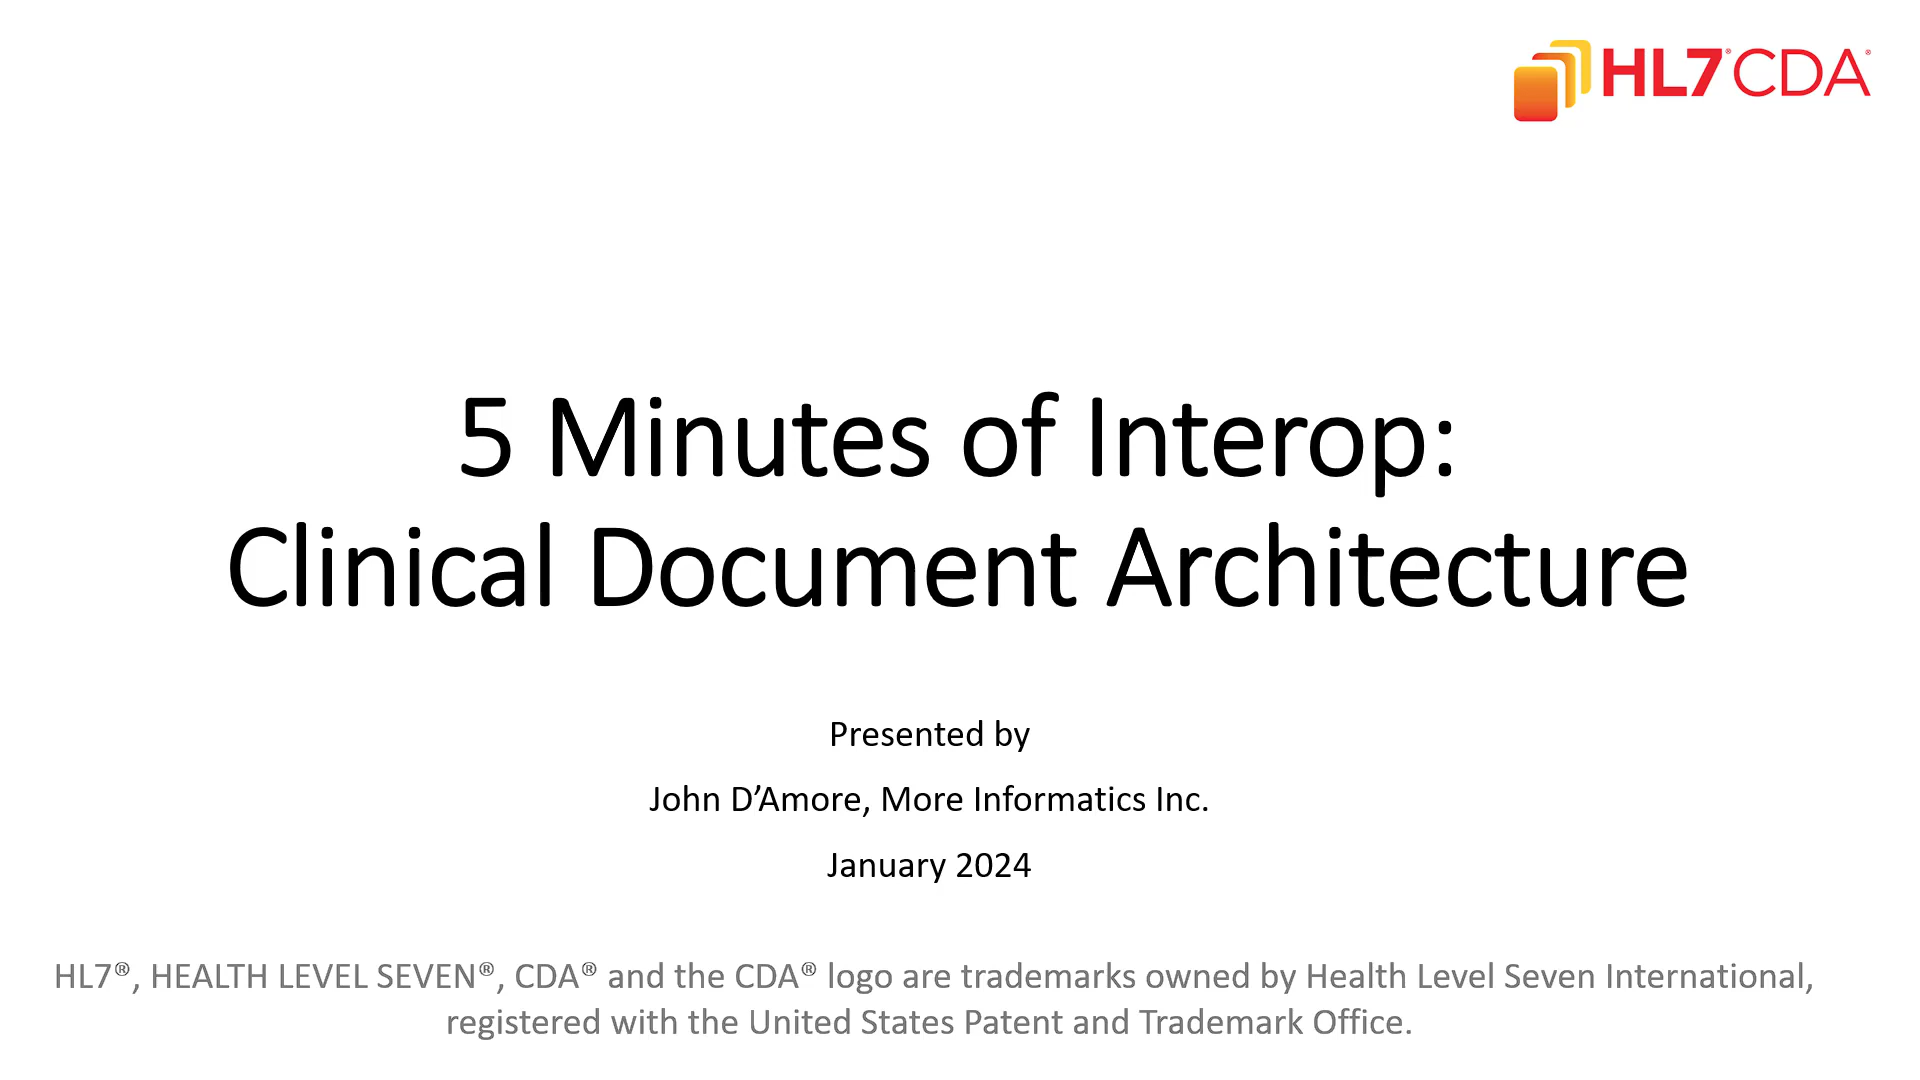 HL7® CDA®
5 Minutes of Interop:
Clinical Document Architecture
Presented by
John D’Amore, More Informatics Inc.
January 2024
HL7®, HEALTH LEVEL SEVEN®, CDA® and the CDA® logo are trademarks owned by Health Level Seven International,
registered with the United States Patent and Trademark Office.